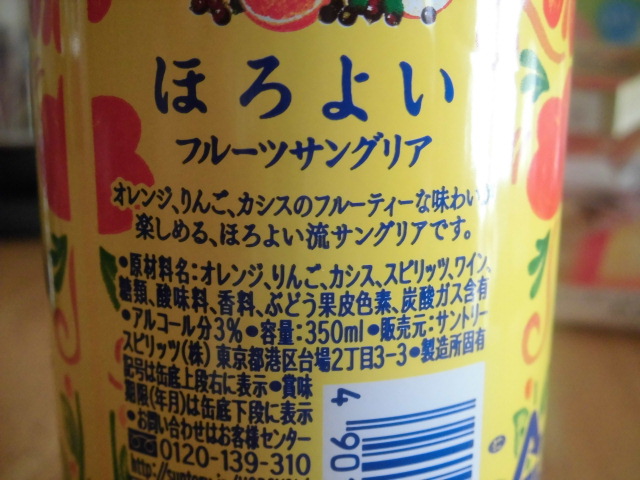 ほろよい
フルーツサングリア
オレンジ、りんご、カシスのフルーティーな味わい
楽しめる、ほろよい流サングリアです。
●原材料名:オレンジ、りんご、カシス、スピリッツ、ワイン、
糖類、酸味料、香料、ぶどう果皮色素、炭酸ガス含有
●アルコール分3%●容量:350ml●販売元:サントリー
スピリッツ(株) 東京都港区台場2丁目3-3●製造所固有
記号は缶底上段右に表示●賞味
期限(年月)は缶底下段に表示
●お問い合わせはお客様センター
0120-139-310
4 90